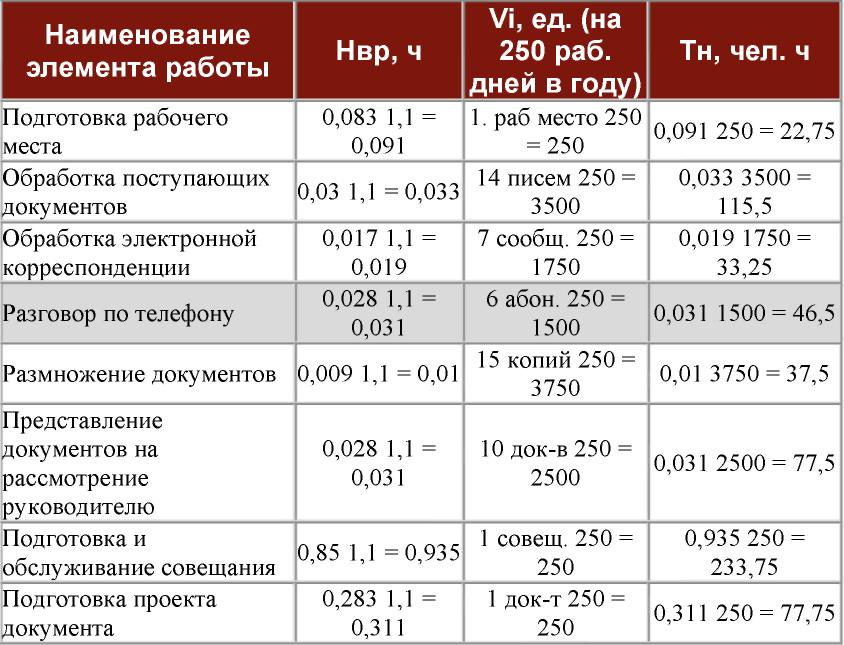 Наименование
элемента работы
Нвр, ч
Vi, ед. (на
250 раб.
дней в году)
Тн, чел. ч
Подготовка рабочего
места
0,083 1,1 =
0,091
1. раб место 250
= 250
0,091 250 = 22,75
Обработка поступающих
документов
0,03 1,1 = 0,033
14 писем 250 =
3500
0,033 3500 =
115,5
Обработка электронной
корреспонденции
0,017 1,1 =
0,019
7 сообщ. 250 =
1750
0,019 1750 =
33,25
Разговор по телефону
0,028 1,1 =
0,031
6 абон. 250 =
1500
0,031 1500 = 46,5
Размножение документов
0,009 1,1 = 0,01
15 копий 250 =
3750
0,01 3750 = 37,5
Представление
документов на
рассмотрение
руководителю
0,028 1,1 =
0,031
10 док-в 250 =
2500
0,031 2500 = 77,5
Подготовка и
обслуживание совещания
0,85 1,1 = 0,935
1 совещ. 250 =
250
0,935 250 =
233,75
Подготовка проекта
документа
0,283 1,1 =
0,311
1 док-т 250 =
250
0,311 250 = 77,75